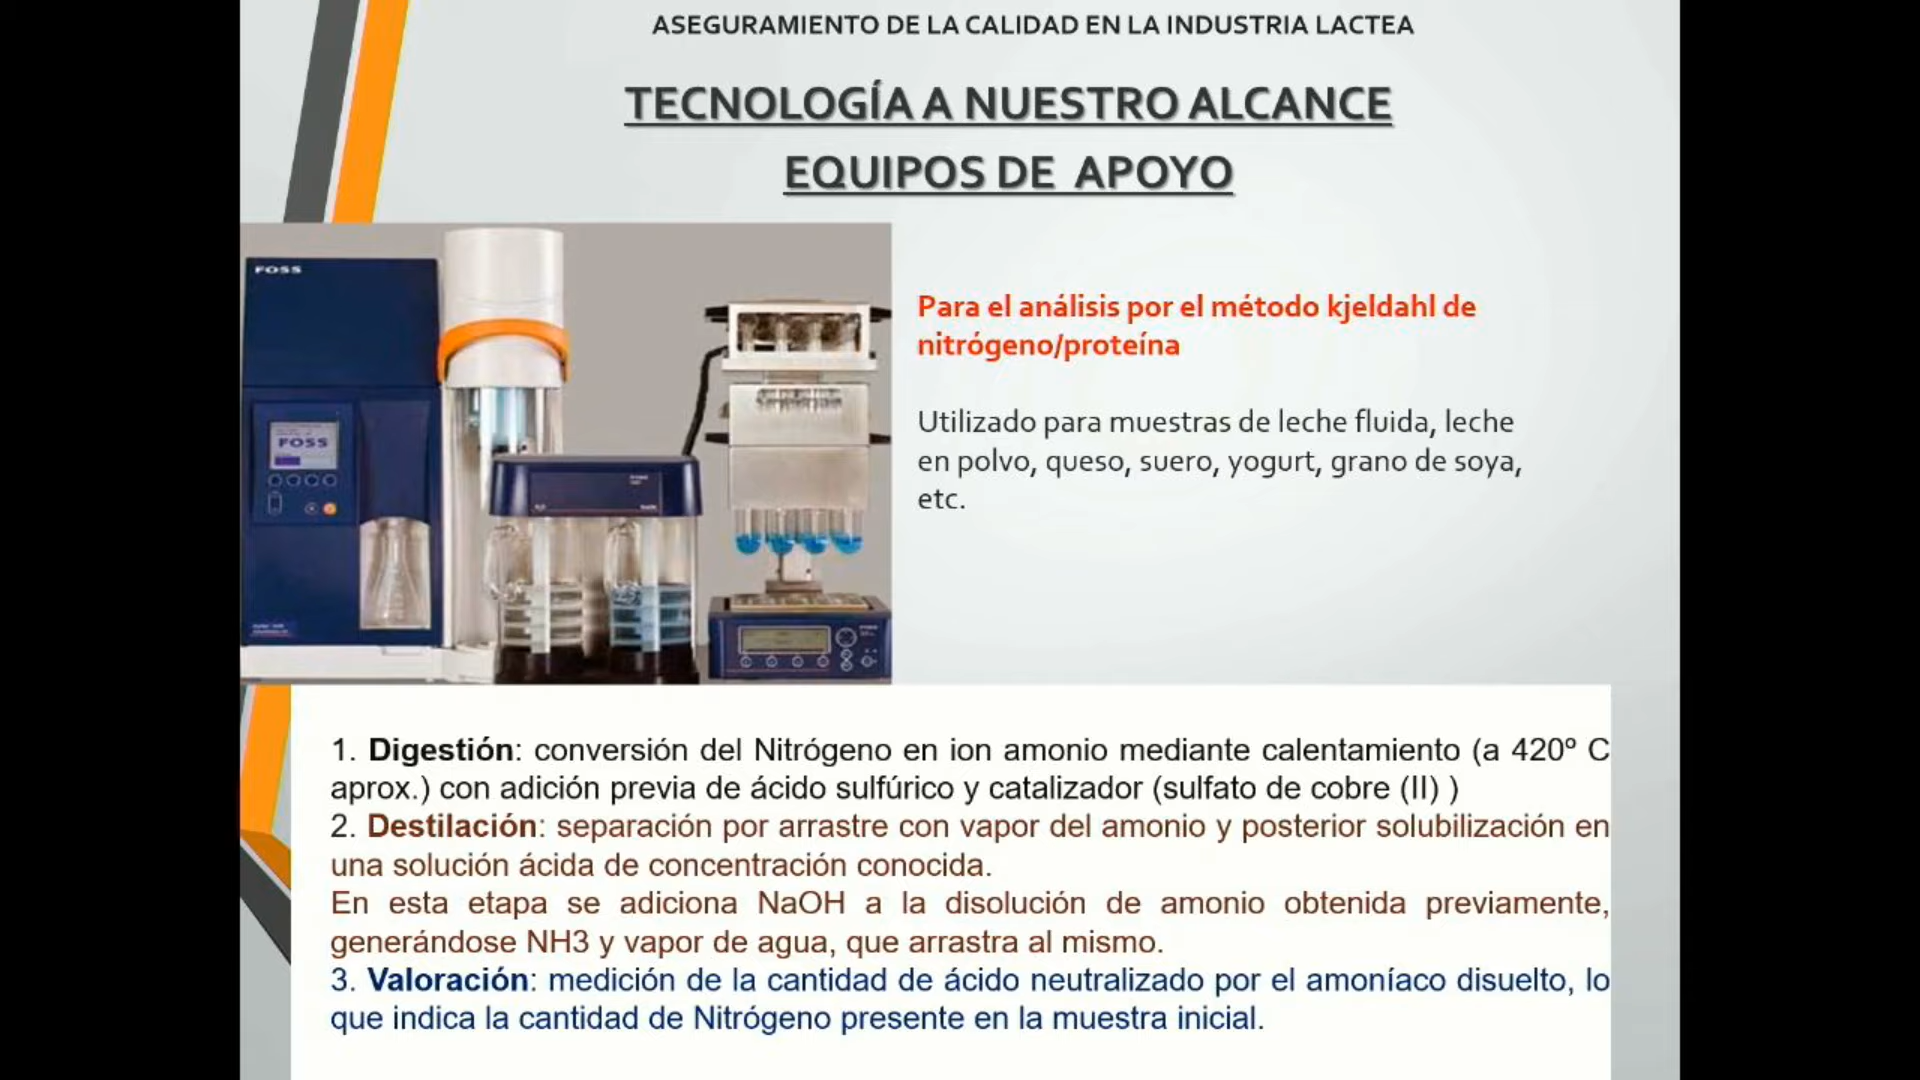 ASEGURAMIENTO DE LA CALIDAD EN LA INDUSTRIA LACTEA
TECNOLOGÍA A NUESTRO ALCANCE
EQUIPOS DE APOYO
FOSS
FOSS
Para el análisis por el método kjeldahl de
nitrógeno/proteína
Utilizado para muestras de leche fluida, leche
en polvo, queso, suero, yogurt, grano de soya,
etc.
1. Digestión: conversión del Nitrógeno en ion amonio mediante calentamiento (a 420º C
aprox.) con adición previa de ácido sulfúrico y catalizador (sulfato de cobre (II) )
2. Destilación: separación por arrastre con vapor del amonio y posterior solubilización en
una solución ácida de concentración conocida.
En esta etapa se adiciona NaOH a la disolución de amonio obtenida previamente,
generándose NH3 y vapor de agua, que arrastra al mismo.
3. Valoración: medición de la cantidad de ácido neutralizado por el amoníaco disuelto, lo
que indica la cantidad de Nitrógeno presente en la muestra inicial.